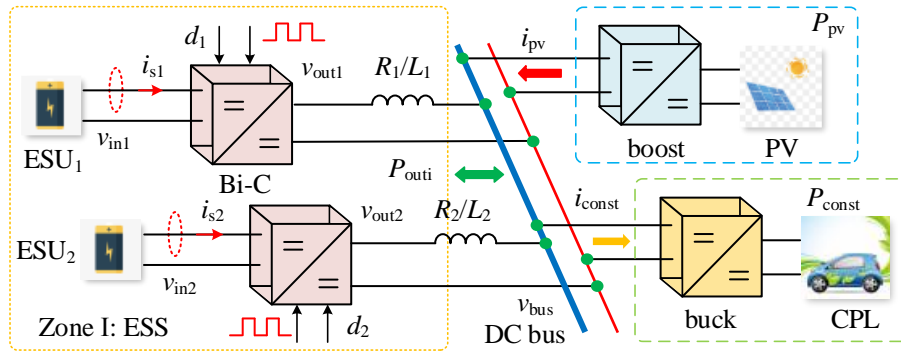 d1
is1
vout1
R1/L1
vin1
ESU1
Bi-C
Pouti
is2
vout2
R2/L2
ESU2
vin2
d2
Zone I: ESS
vbus
DC bus
ipv
Ppv
boost
PV
iconst
Pconst
buck
CPL